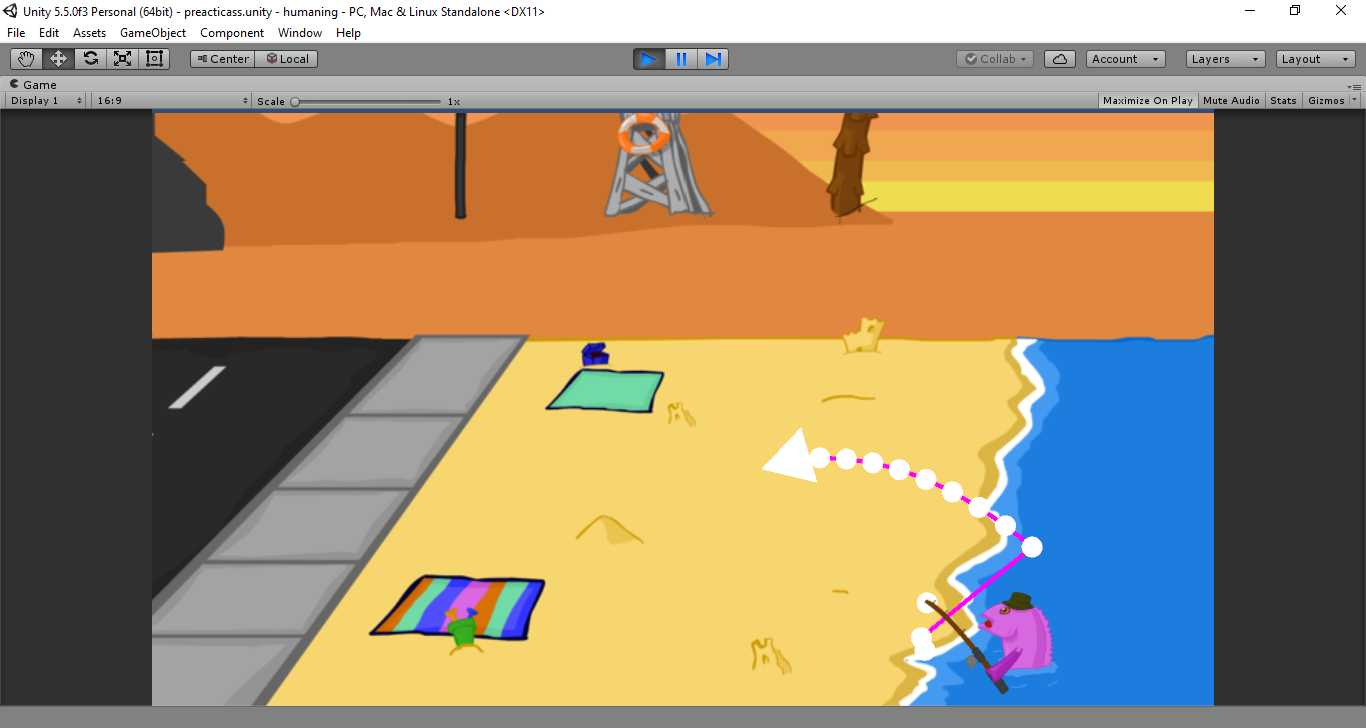 Unity 5.5.0f3 Personal (64bit) - preacticass.unity - humaning - PC, Mac & Linux Standalone <DX11>
File Edit Assets GameObject Component Window Help
Center Local Collab Account Layers Layout
Game
Display 1 16:9 Scale 1x Maximize On Play Mute Audio Stats Gizmos